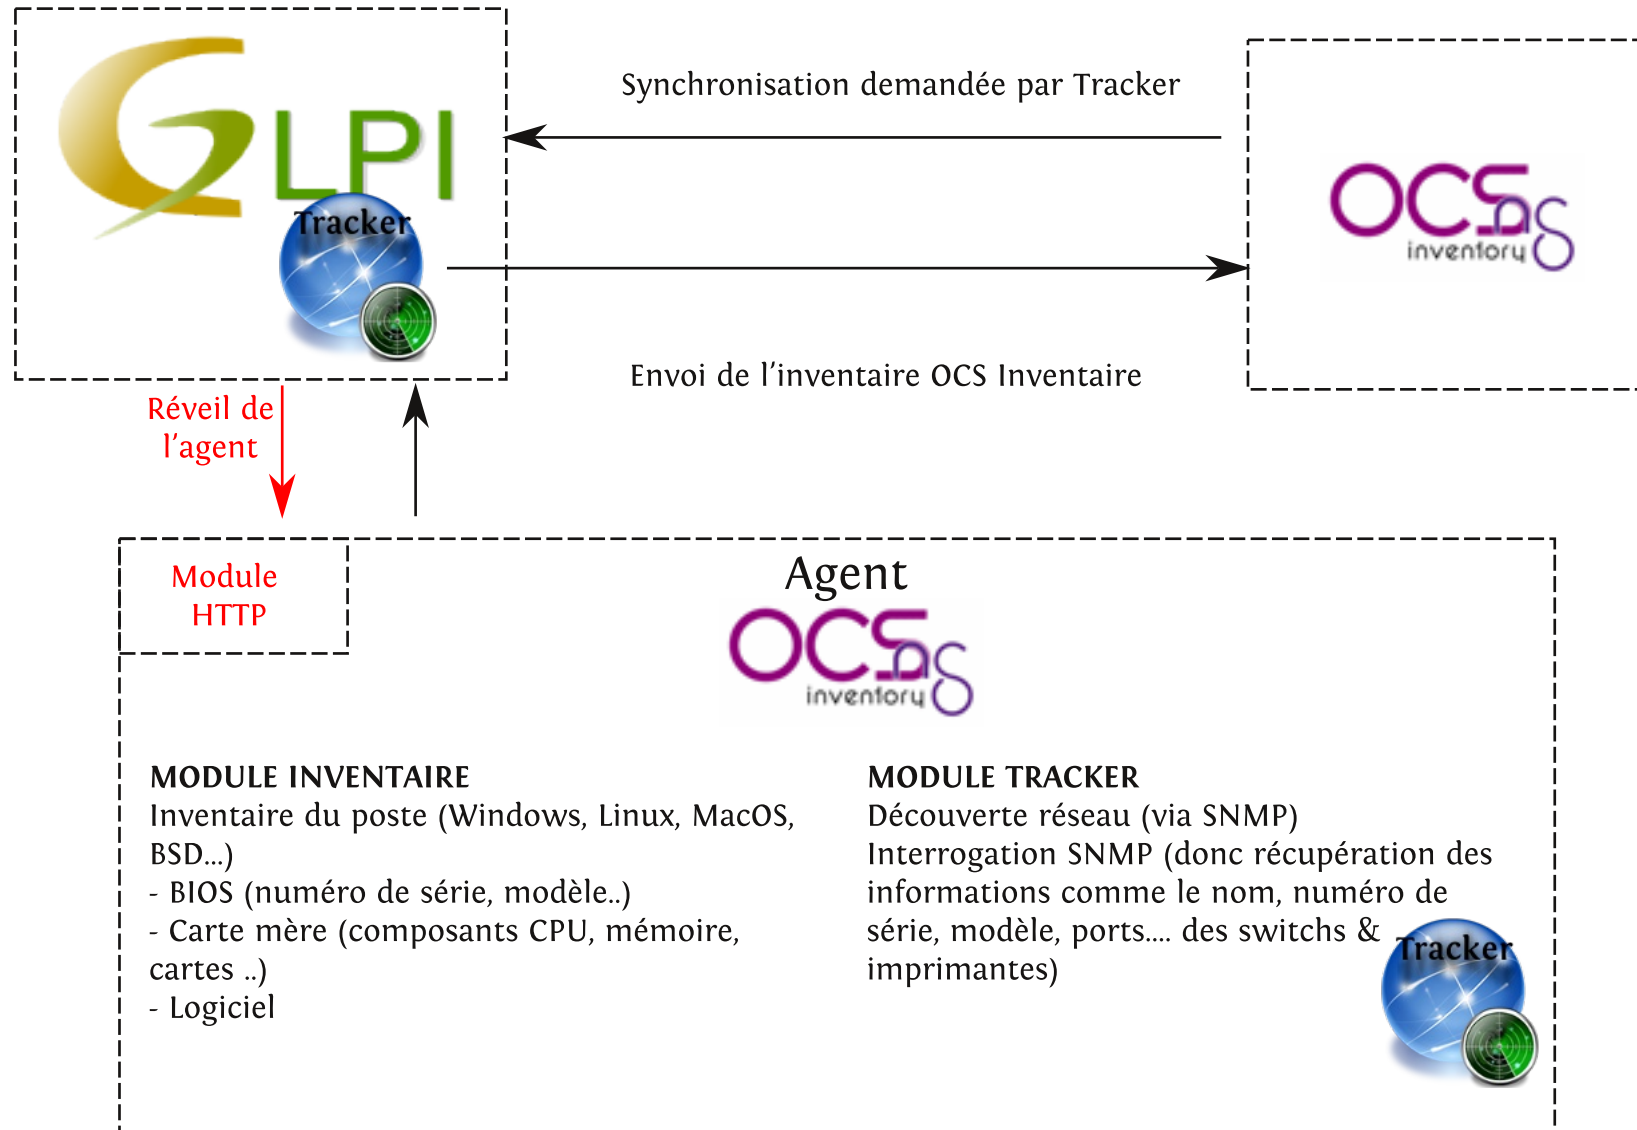 GLPI
Tracker
Synchronisation demandée par Tracker
OCS
ng
inventory
Envoi de l'inventaire OCS Inventaire
Réveil de
l'agent
Module
HTTP
Agent
OCS
ng
inventory
MODULE INVENTAIRE
Inventaire du poste (Windows, Linux, MacOS,
BSD...)
- BIOS (numéro de série, modèle..)
- Carte mère (composants CPU, mémoire,
cartes ..)
- Logiciel
MODULE TRACKER
Découverte réseau (via SNMP)
Interrogation SNMP (donc récupération des
informations comme le nom, numéro de
série, modèle, ports.... des switchs &
imprimantes)
Tracker